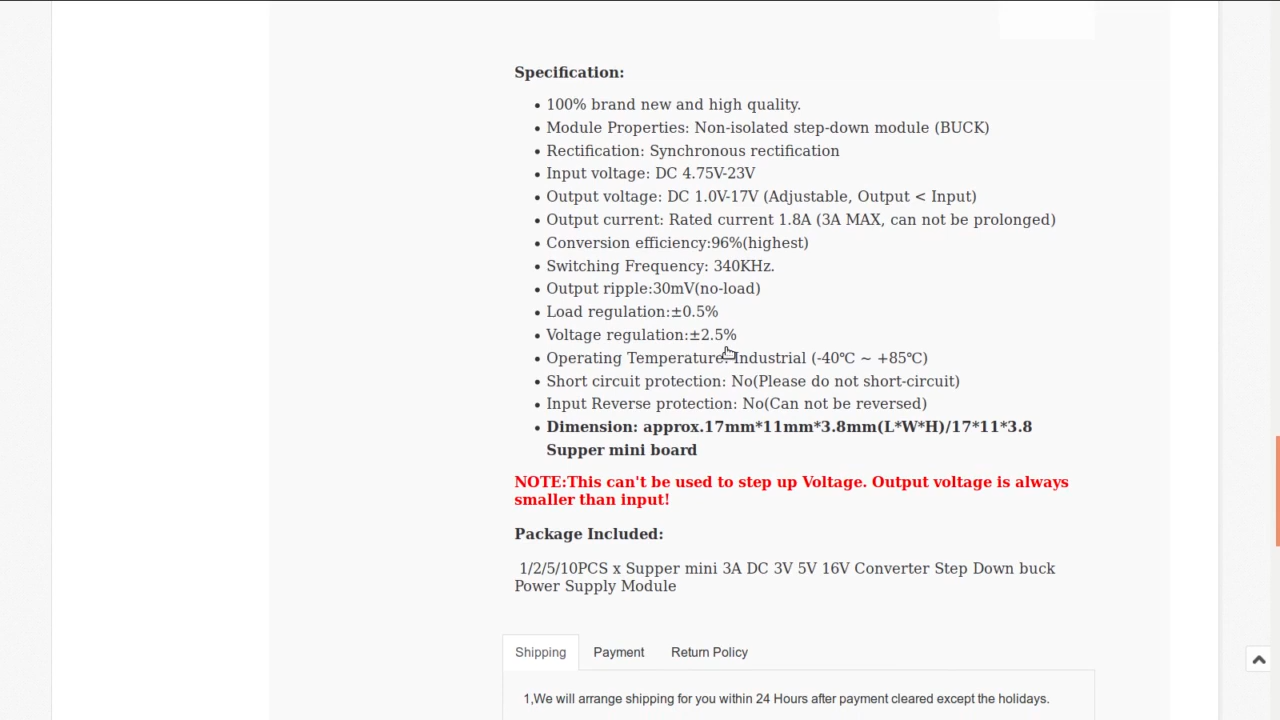 Specification:
100% brand new and high quality.
Module Properties: Non-isolated step-down module (BUCK)
Rectification: Synchronous rectification
Input voltage: DC 4.75V-23V
Output voltage: DC 1.0V-17V (Adjustable, Output < Input)
Output current: Rated current 1.8A (3A MAX, can not be prolonged)
Conversion efficiency:96%(highest)
Switching Frequency: 340KHz.
Output ripple:30mV(no-load)
Load regulation:±0.5%
Voltage regulation:±2.5%
Operating Temperature: Industrial (-40℃ ~ +85℃)
Short circuit protection: No(Please do not short-circuit)
Input Reverse protection: No(Can not be reversed)
Dimension: approx.17mm*11mm*3.8mm(L*W*H)/17*11*3.8
Supper mini board
NOTE:This can't be used to step up Voltage. Output voltage is always
smaller than input!
Package Included:
1/2/5/10PCS x Supper mini 3A DC 3V 5V 16V Converter Step Down buck
Power Supply Module
Shipping Payment Return Policy
1,We will arrange shipping for you within 24 Hours after payment cleared except the holidays.